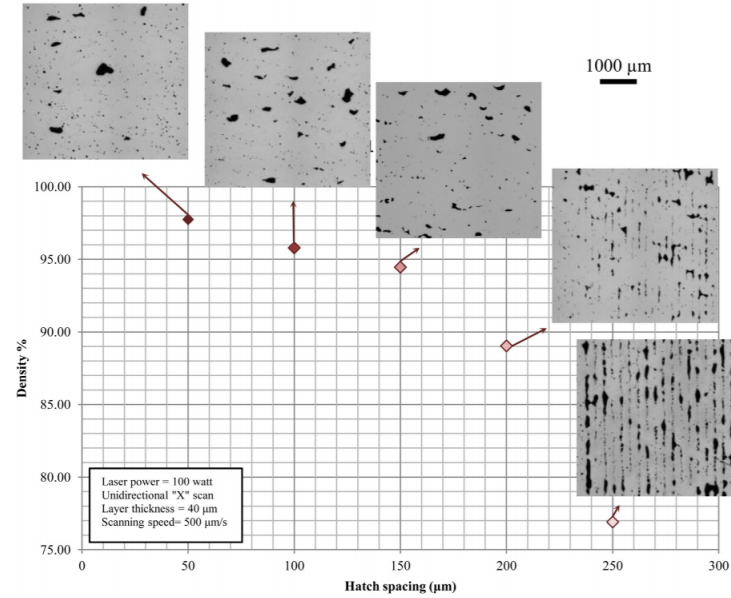 1000 µm
100.00
95.00
90.00
Density %
85.00
80.00
75.00
Laser power = 100 watt
Unidirectional "X" scan
Layer thickness = 40 µm
Scanning speed= 500 µm/s
0 50 100 150 200 250 300
Hatch spacing (µm)